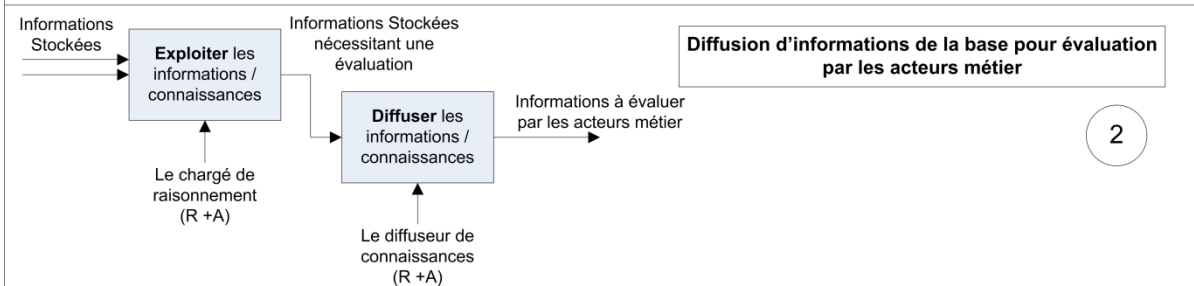 Informations
Stockées
Exploiter les
informations /
connaissances
Le chargé de
raisonnement
(R +A)
Informations Stockées
nécessitant une
évaluation
Diffuser les
informations /
connaissances
Le diffuseur de
connaissances
(R +A)
Informations à évaluer
par les acteurs métier
Diffusion d’informations de la base pour évaluation
par les acteurs métier
2